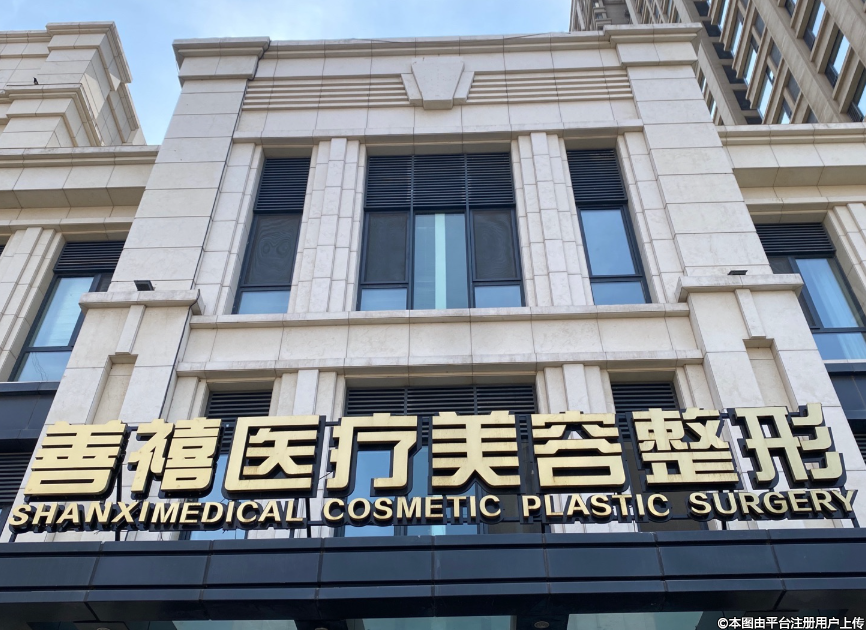 善禧医疗美容整形
SHANXIMEDICAL COSMETIC PLASTIC SURGERY
©本图由平台注册用户上传